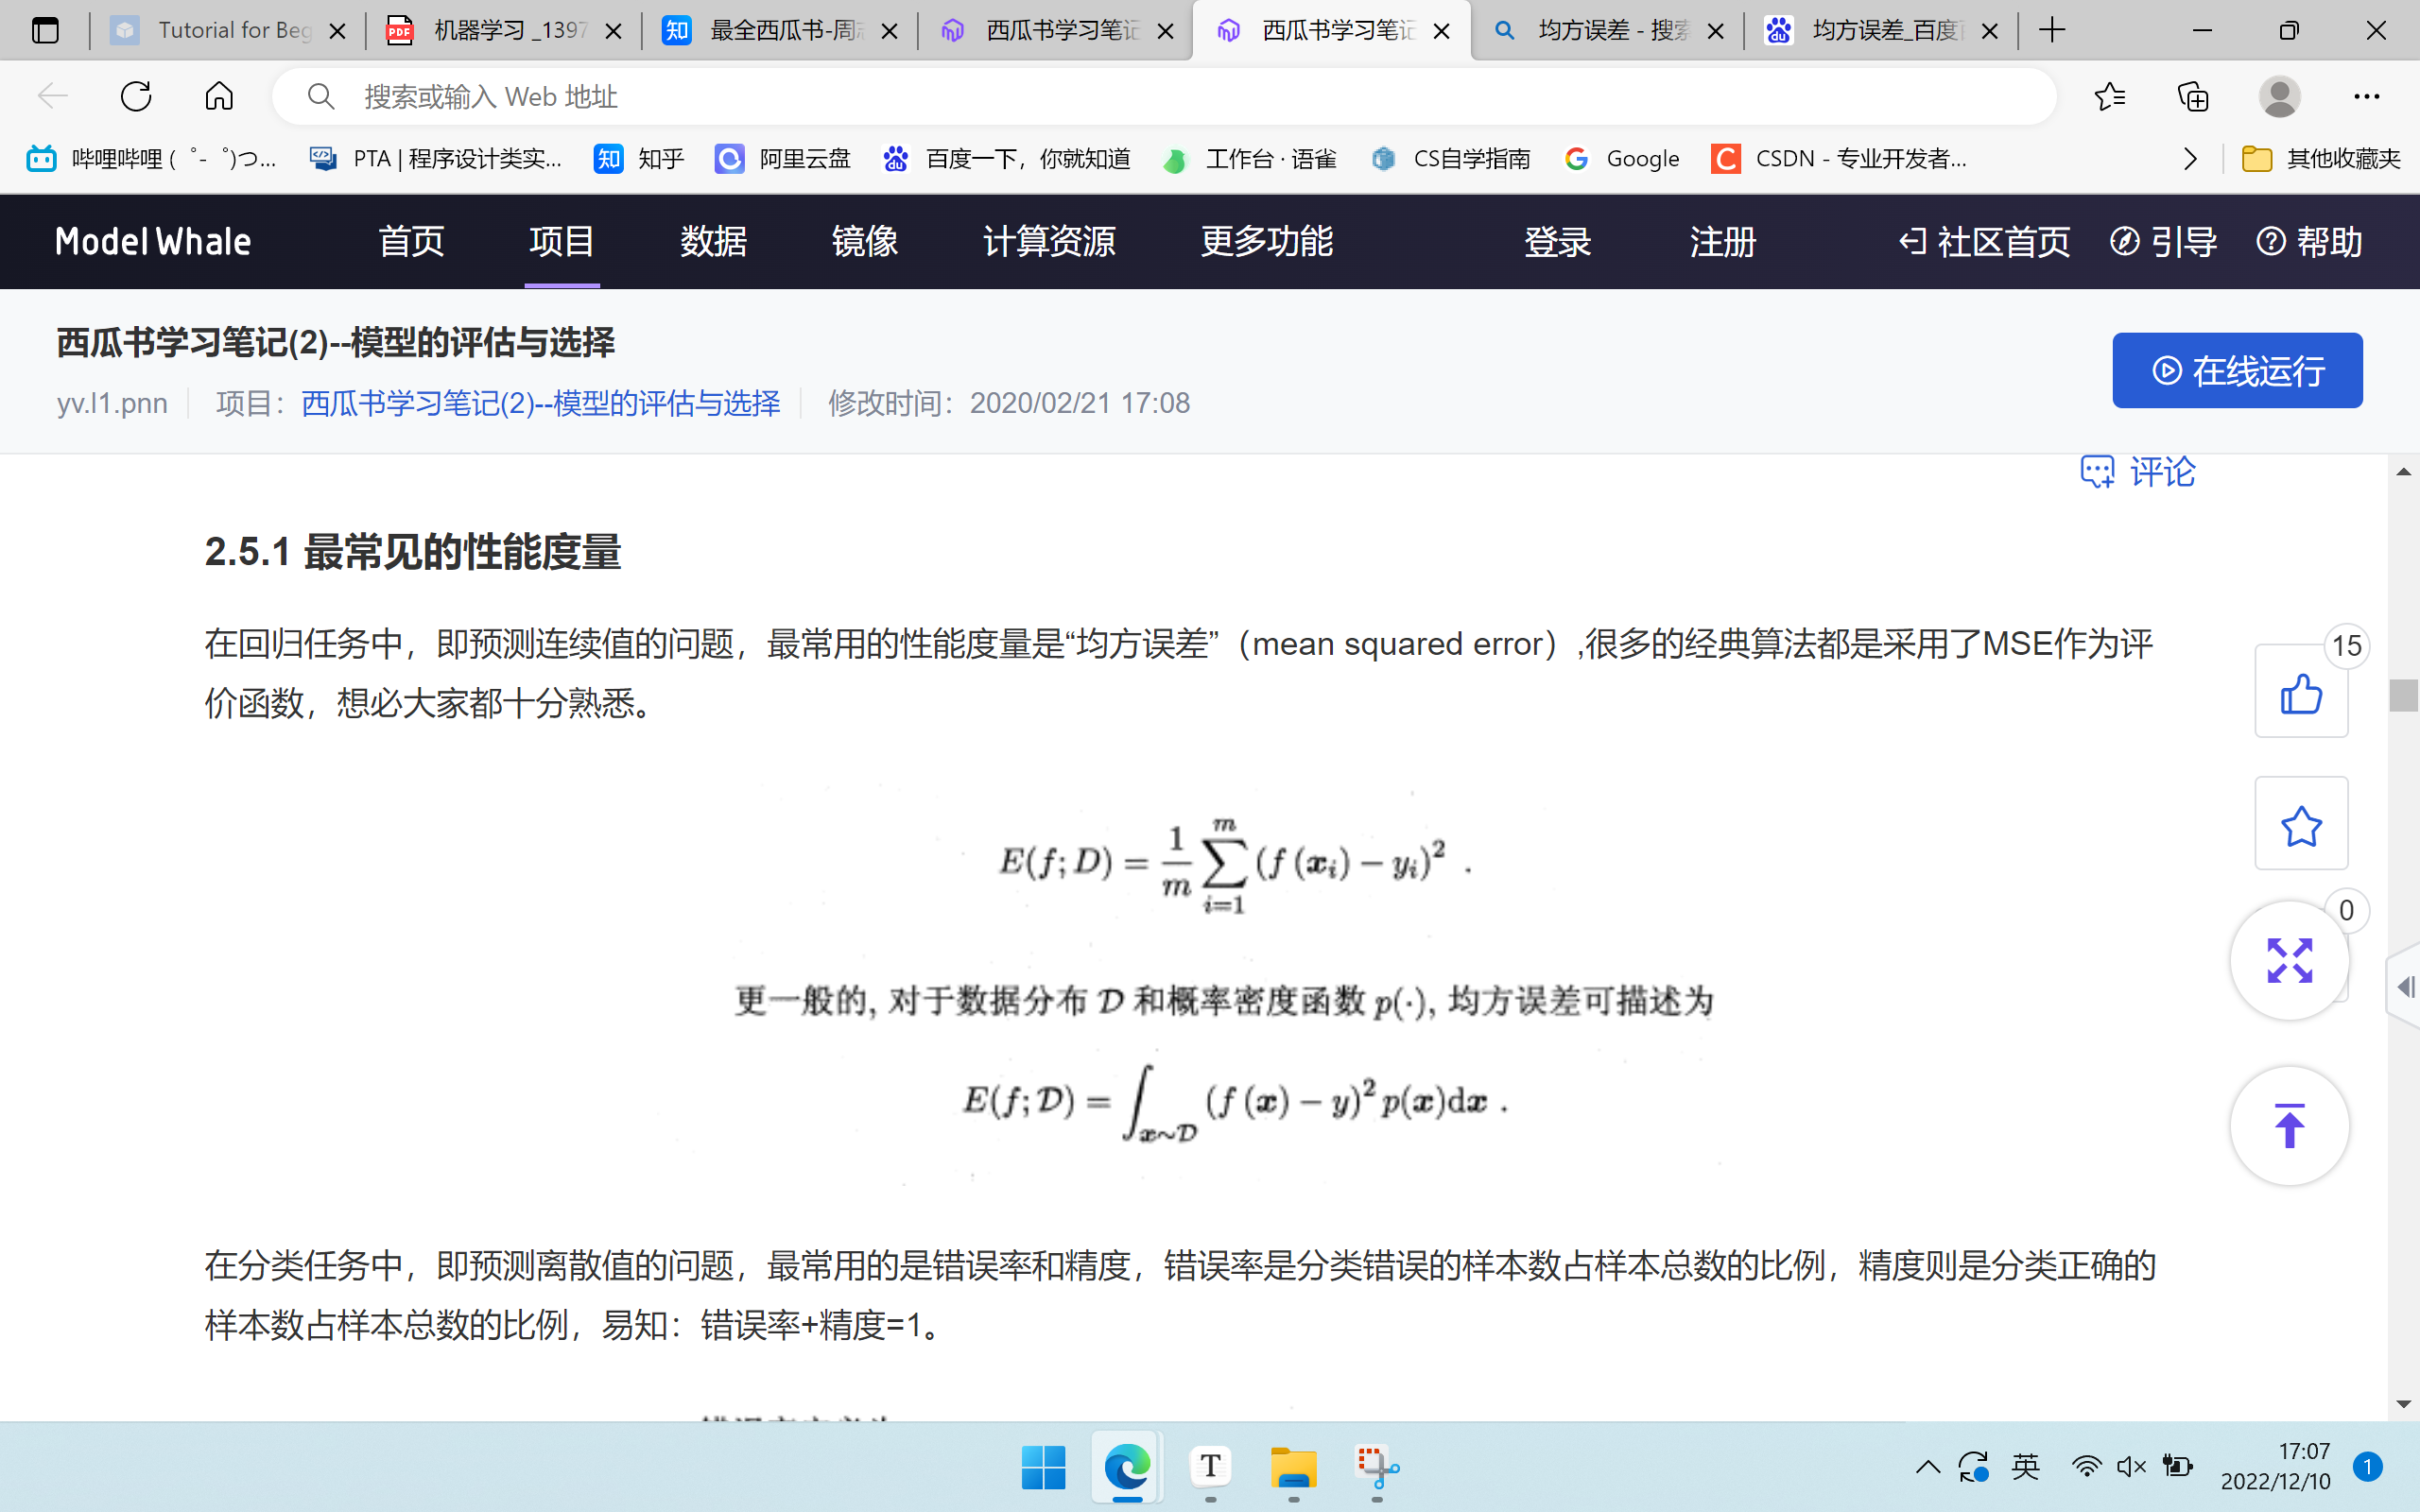 Tutorial for Beg
机器学习 _1397
最全西瓜书-周志
西瓜书学习笔记
西瓜书学习笔记
均方误差 - 搜索
均方误差_百度百
搜索或输入 Web 地址
哔哩哔哩 ( ゜- ゜)つ...
PTA | 程序设计类实...
知乎
阿里云盘
百度一下，你就知道
工作台 · 语雀
CS自学指南
Google
CSDN - 专业开发者...
其他收藏夹
Model Whale
首页
项目
数据
镜像
计算资源
更多功能
登录
注册
社区首页
引导
帮助
西瓜书学习笔记(2)--模型的评估与选择
在线运行
yv.l1.pnn
项目：西瓜书学习笔记(2)--模型的评估与选择
修改时间：2020/02/21 17:08
评论
2.5.1 最常见的性能度量
在回归任务中，即预测连续值的问题，最常用的性能度量是“均方误差”（mean squared error）,很多的经典算法都是采用了MSE作为评
价函数，想必大家都十分熟悉。
15
E(f; D) = \frac{1}{m} \sum_{i=1}^{m} (f(x_i) − y_i)^2 .
0
更一般的, 对于数据分布 𝒟 和概率密度函数 p(·), 均方误差可描述为
E(f; 𝒟) = \int_{x∼𝒟} (f(x) − y)^2 p(x)dx .
在分类任务中，即预测离散值的问题，最常用的是错误率和精度，错误率是分类错误的样本数占样本总数的比例，精度则是分类正确的
样本数占样本总数的比例，易知：错误率+精度=1。
英
17:07
2022/12/10
1